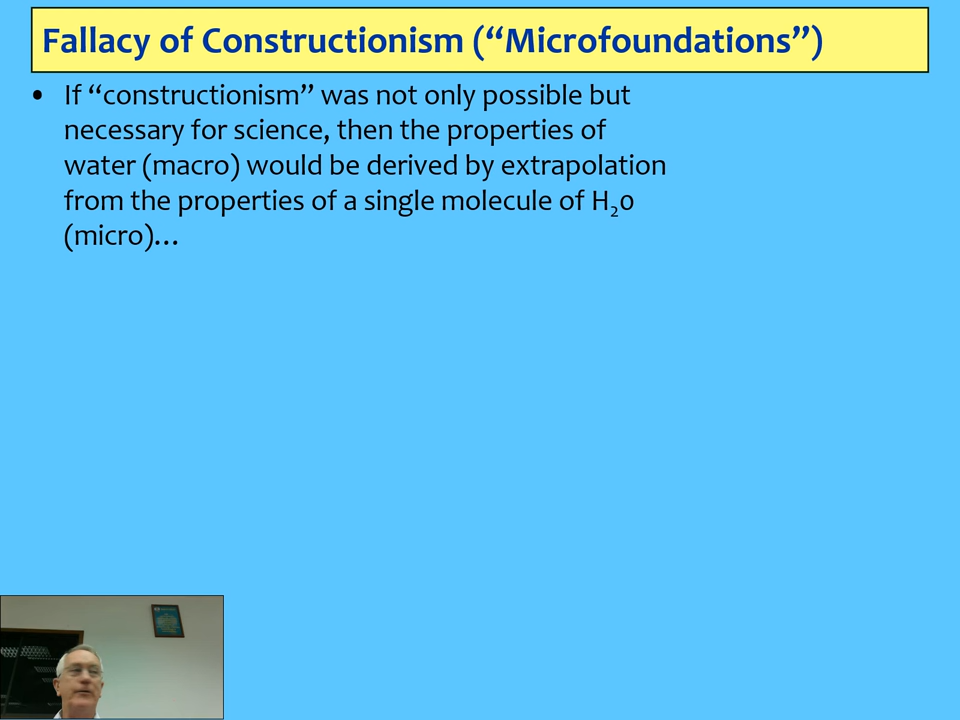 Fallacy of Constructionism (“Microfoundations”)
• If “constructionism” was not only possible but
necessary for science, then the properties of
water (macro) would be derived by extrapolation
from the properties of a single molecule of H₂0
(micro)…